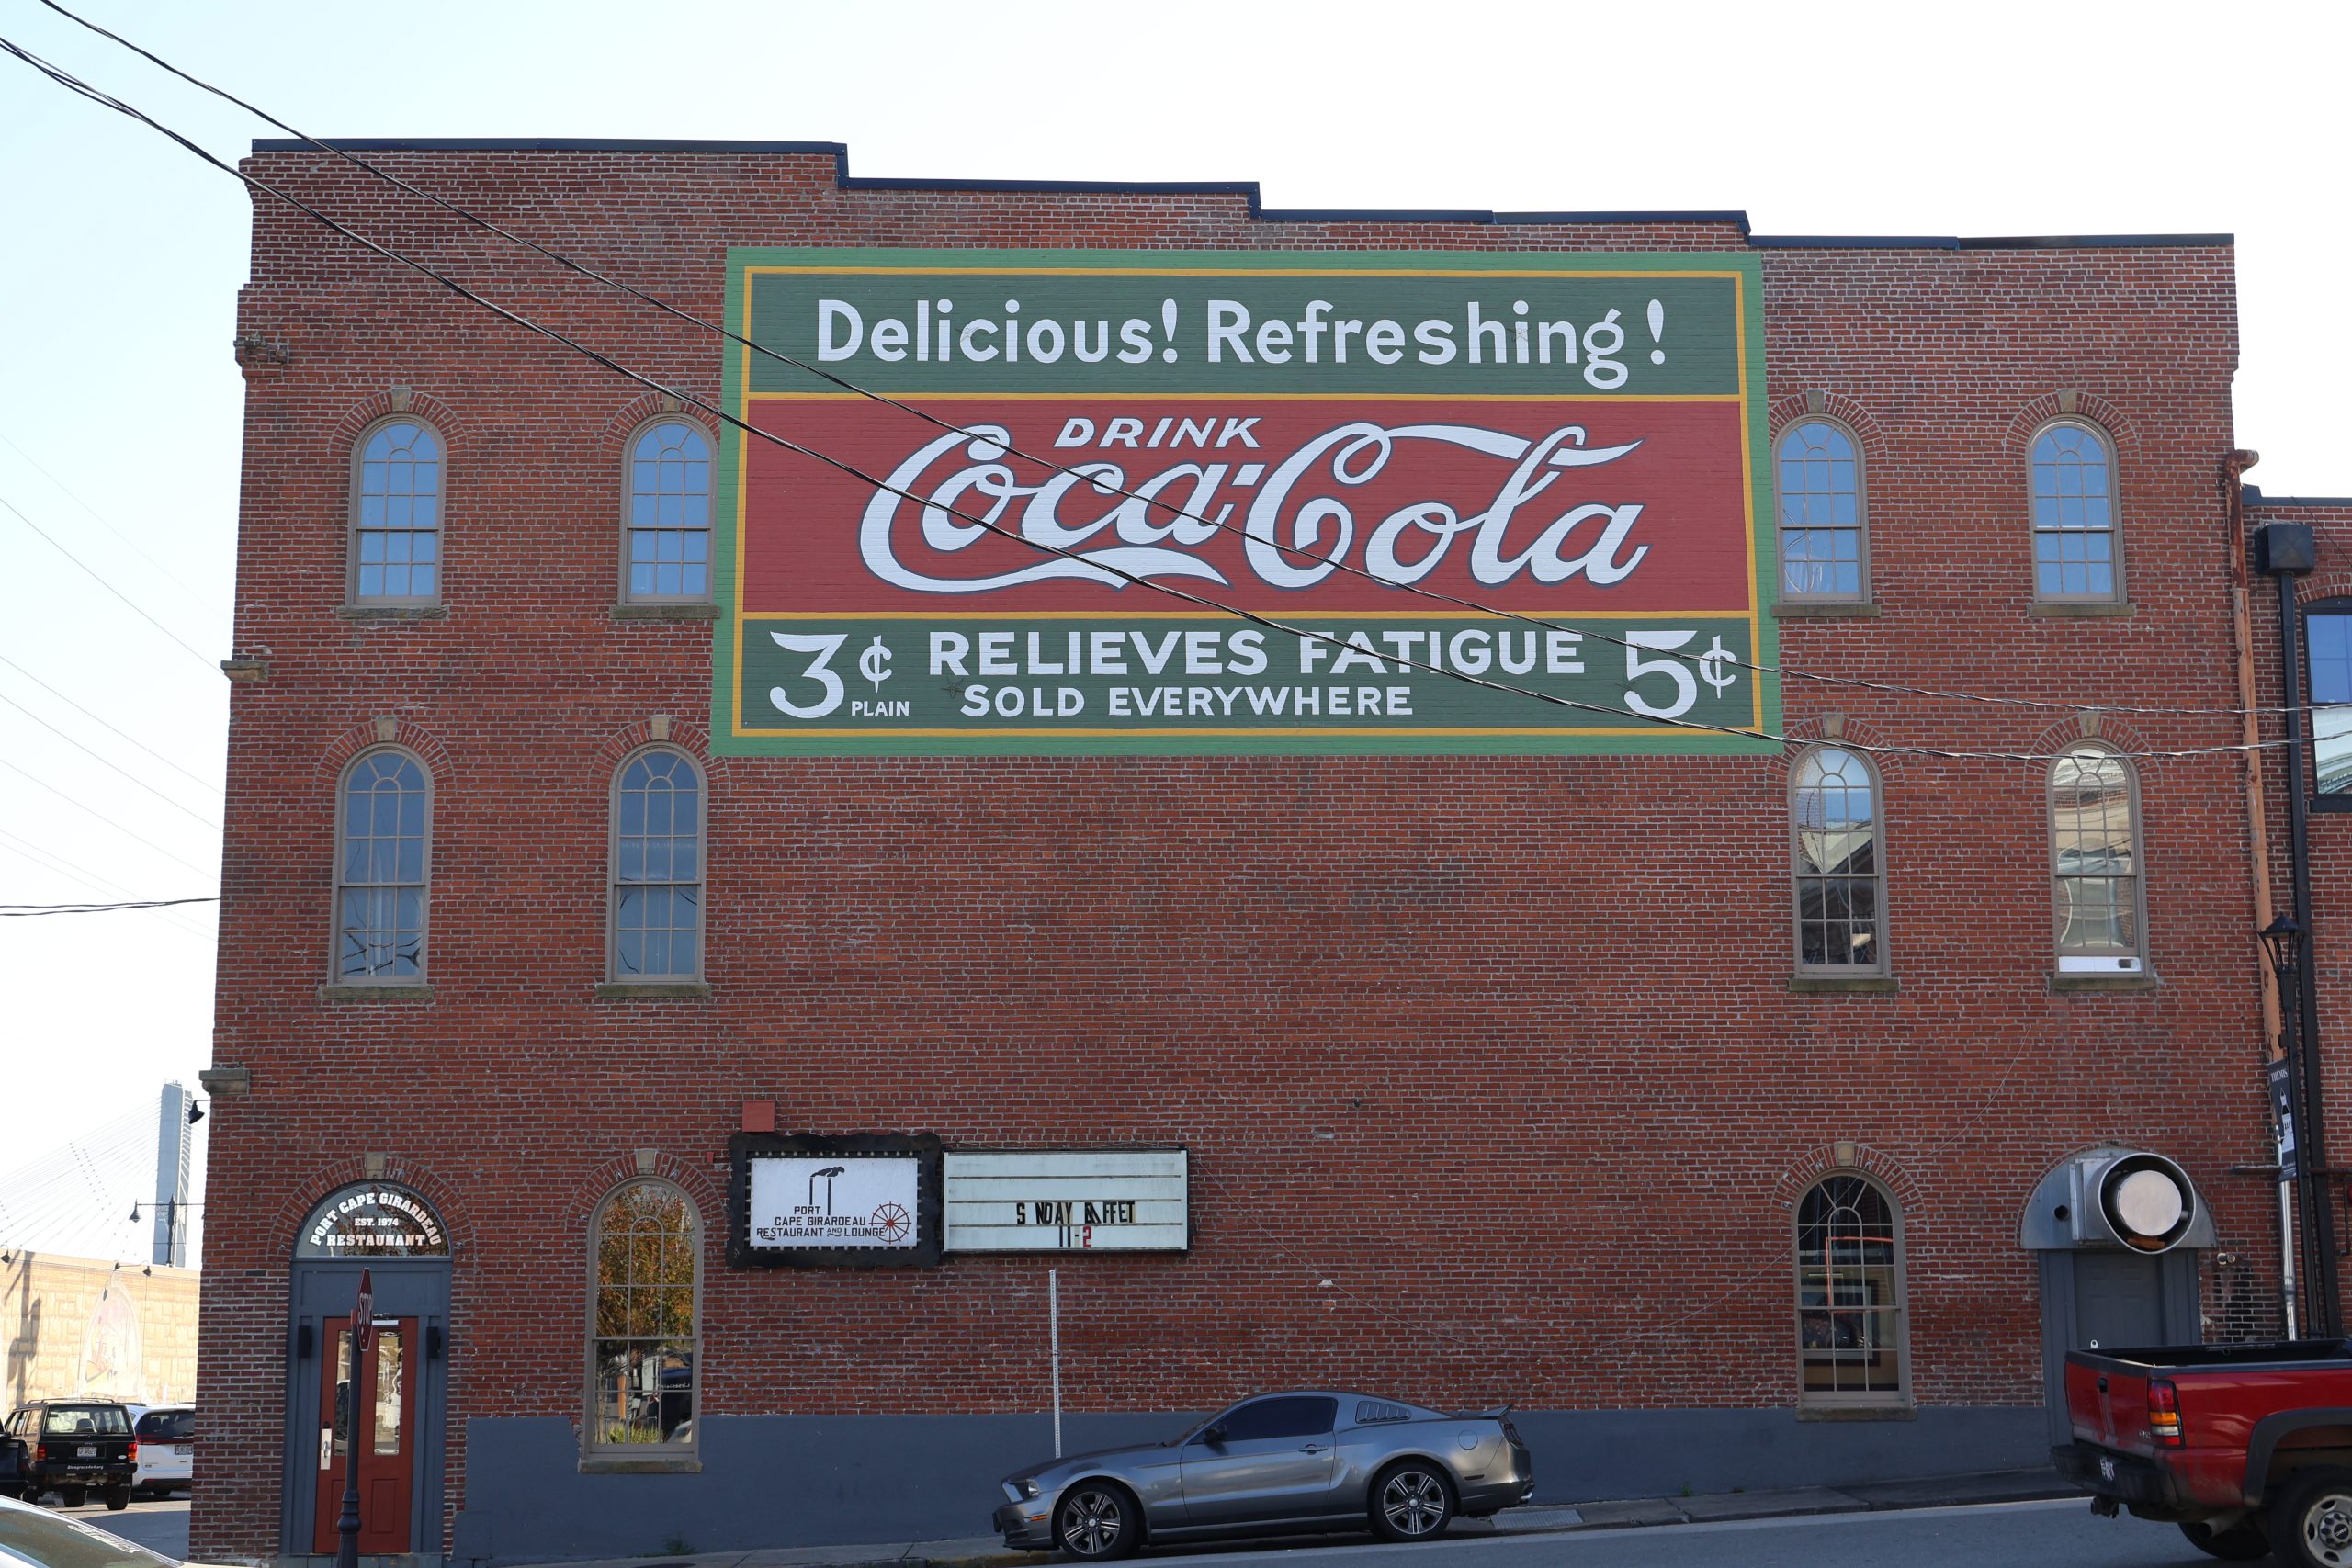 Delicious! Refreshing!
DRINK
Coca-Cola
3¢ PLAIN
RELIEVES FATIGUE
SOLD EVERYWHERE
5¢
PORT CAPE GIRARDEAU
EST. 1974
RESTAURANT
PORT
CAPE GIRARDEAU
RESTAURANT AND LOUNGE
S NDAY B FFET
11-2
STOP